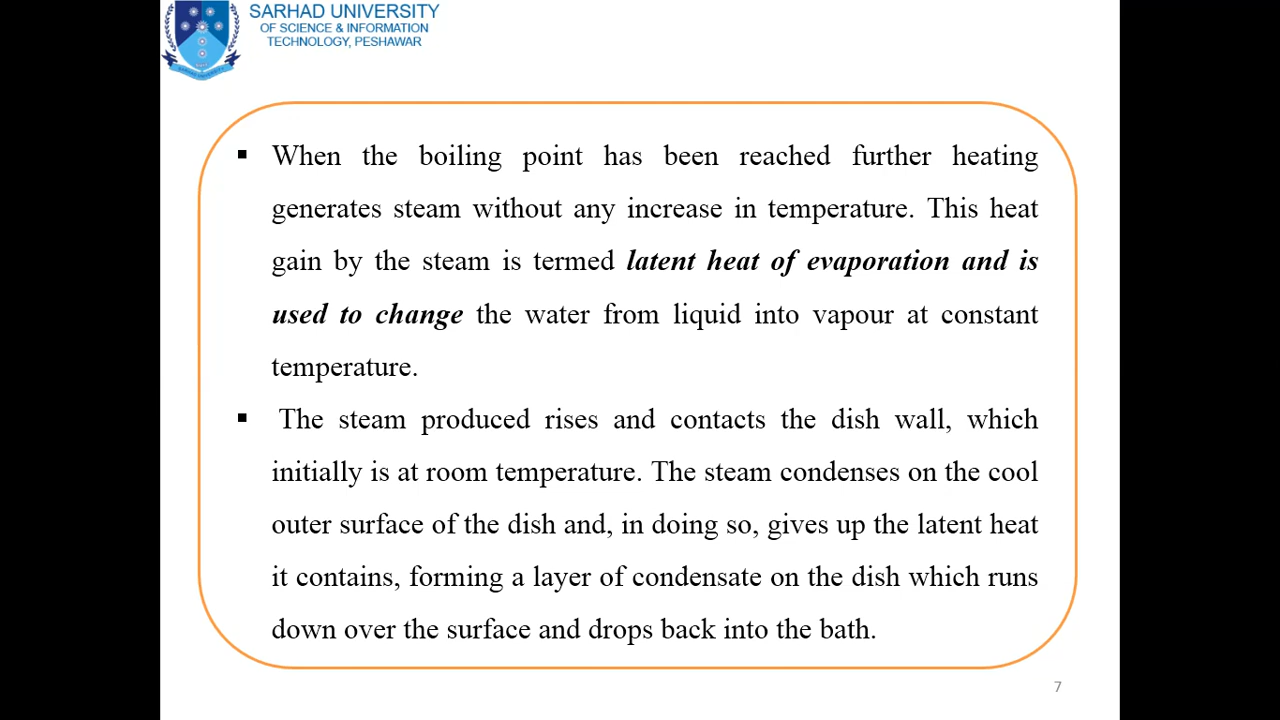 SARHAD UNIVERSITY
OF SCIENCE & INFORMATION
TECHNOLOGY, PESHAWAR
▪ When the boiling point has been reached further heating
generates steam without any increase in temperature. This heat
gain by the steam is termed latent heat of evaporation and is
used to change the water from liquid into vapour at constant
temperature.
▪ The steam produced rises and contacts the dish wall, which
initially is at room temperature. The steam condenses on the cool
outer surface of the dish and, in doing so, gives up the latent heat
it contains, forming a layer of condensate on the dish which runs
down over the surface and drops back into the bath.
7